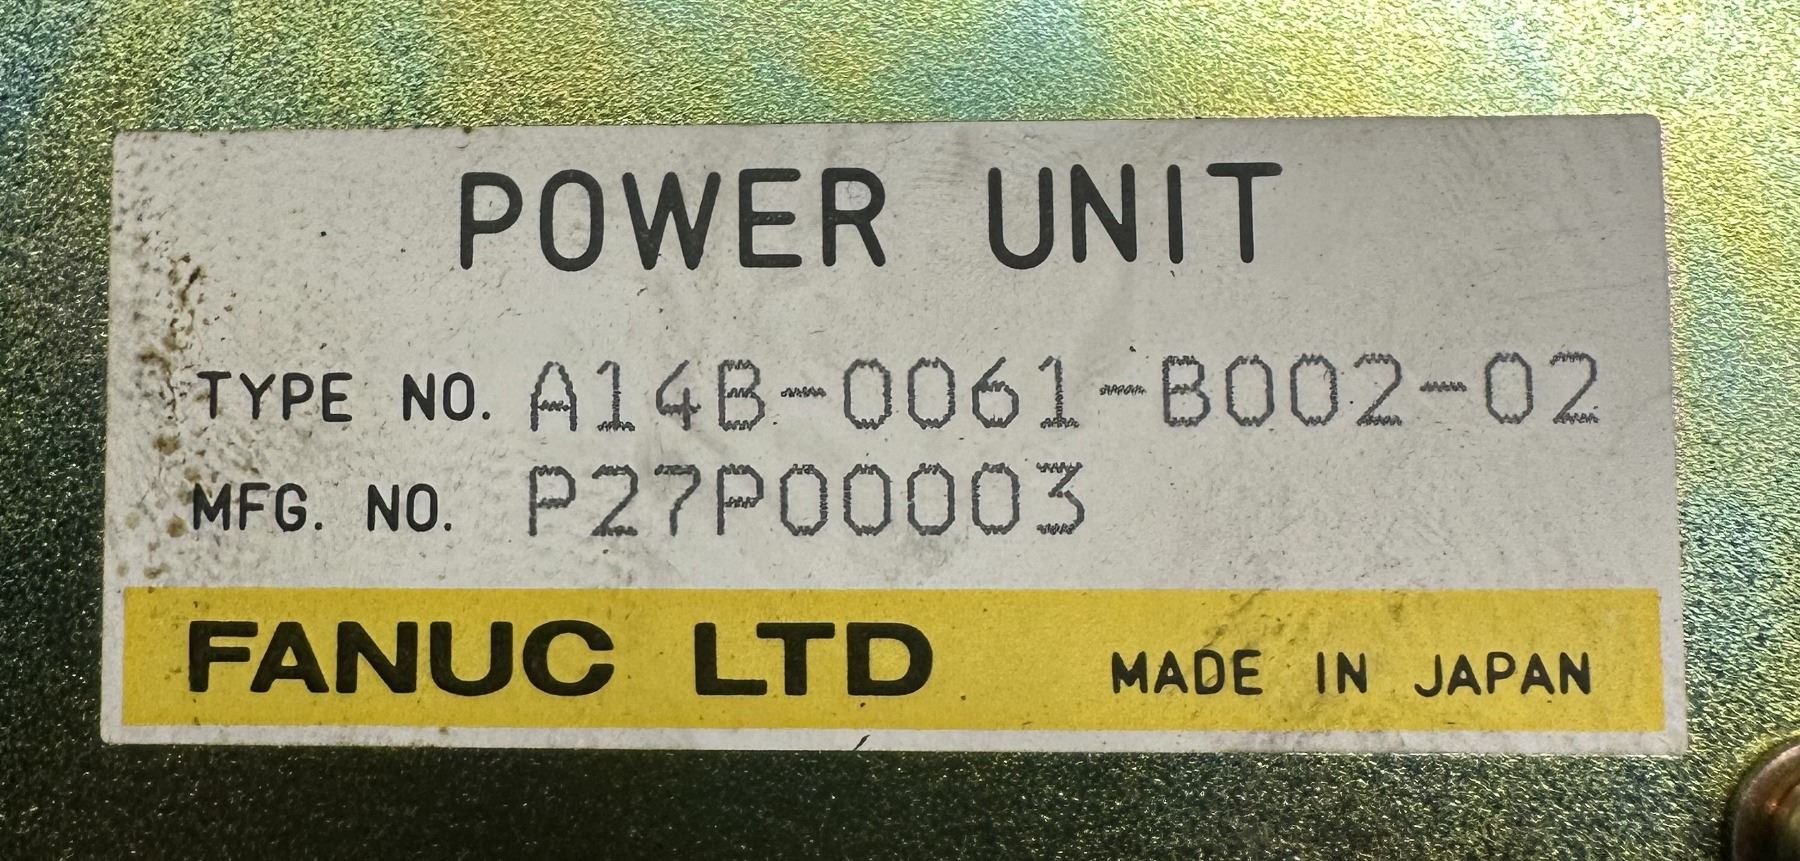 POWER UNIT
TYPE NO. A14B-0061-B002-02
MFG. NO. P27P00003
FANUC LTD MADE IN JAPAN